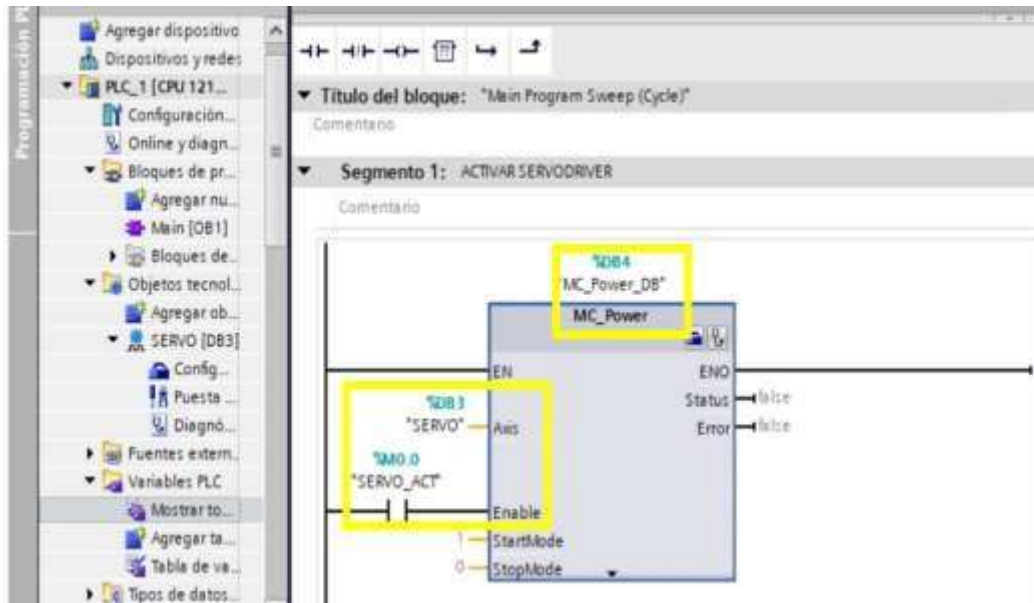 Programación PL
Agregar dispositivo
Dispositivos y redes
PLC_1 [CPU 121...
Configuración...
Online y diagn...
Bloques de pr...
Agregar nu...
Main [OB1]
Bloques de...
Objetos tecnol...
Agregar ob...
SERVO [DB3]
Config...
Puesta ...
Diagnó...
Fuentes extern...
Variables PLC
Mostrar to...
Agregar ta...
Tabla de va...
Tipos de datos...
Título del bloque: "Main Program Sweep (Cycle)"
Comentario
Segmento 1: ACTIVAR SERVODRIVER
Comentario
%DB4
"MC_Power_DB"
MC_Power
EN ENO
%DB3
"SERVO" Axis
Status false
Error false
%M0.0
"SERVO_ACT"
Enable
1 StartMode
0 StopMode